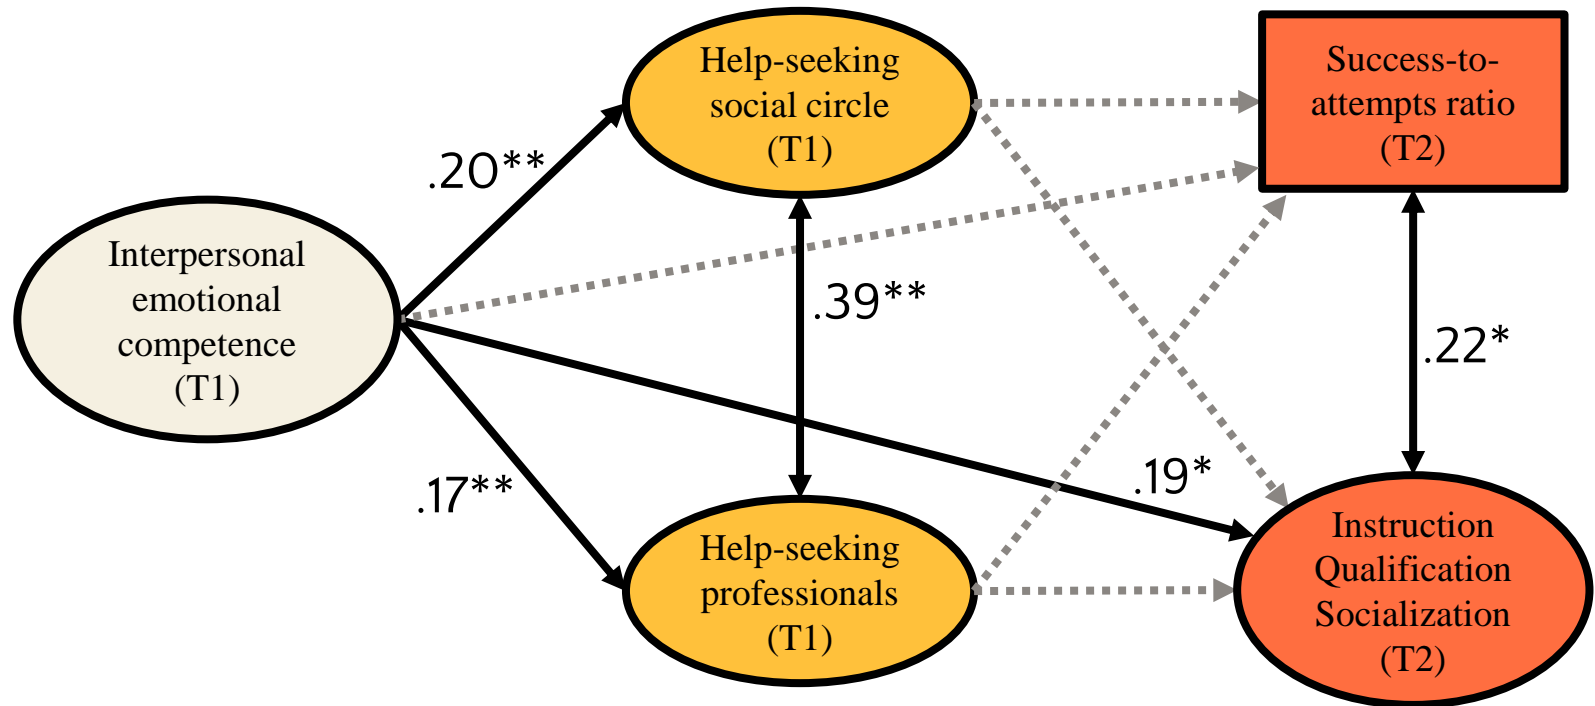 Help-seeking
social circle
(T1)
Success-to-
attempts ratio
(T2)
.20**
Interpersonal
emotional
competence
(T1)
.39**
.22*
.17**
.19*
Help-seeking
professionals
(T1)
Instruction
Qualification
Socialization
(T2)